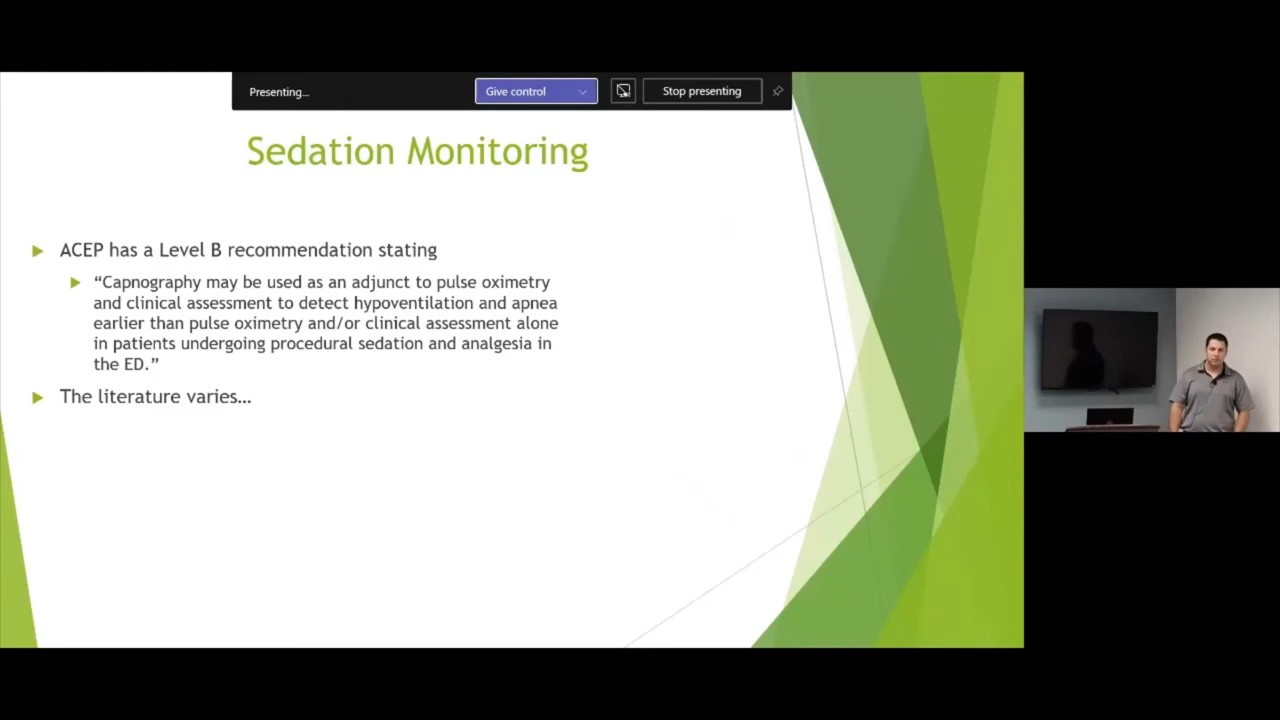 Presenting...
Give control
Stop presenting
Sedation Monitoring
ACEP has a Level B recommendation stating
“Capnography may be used as an adjunct to pulse oximetry
and clinical assessment to detect hypoventilation and apnea
earlier than pulse oximetry and/or clinical assessment alone
in patients undergoing procedural sedation and analgesia in
the ED.”
The literature varies…